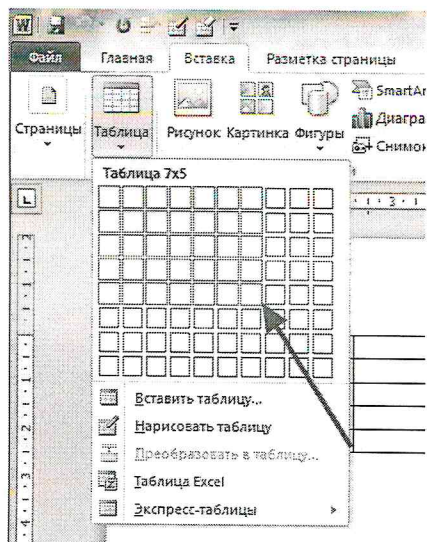 Файл Главная Вставка Разметка страницы
Страницы Таблица Рисунок Картинка Фигуры
SmartAr
Диагра
Снимок
Таблица 7x5
Вставить таблицу...
Нарисовать таблицу
Преобразовать в таблицу...
Таблица Excel
Экспресс-таблицы